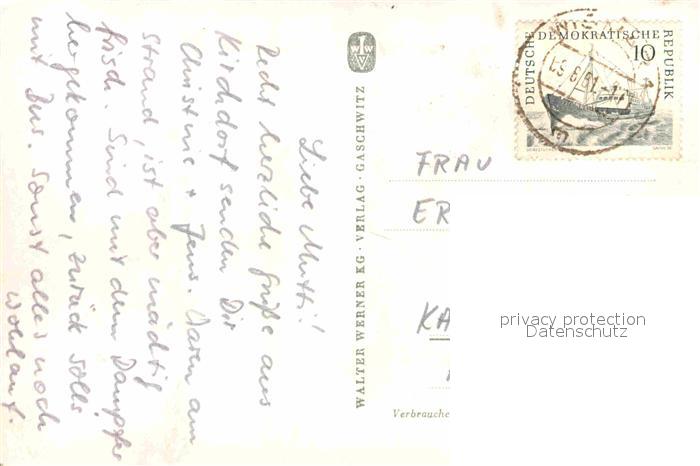 Liebe Mutti!
Recht herzliche Grüße aus
Kirchdorf senden Dir
Christine + Jens. Waren am
Strand, ist aber mächtig
frisch. Sind mit dem Dampfer
hergekommen, zurück solls
mit Bus. Sonst alles noch
wohlauf.
WALTER WERNER KG · VERLAG · GASCHWITZ
DEUTSCHE DEMOKRATISCHE REPUBLIK
10
FRAU
ER
KA
Verbrauche
privacy protection
Datenschutz